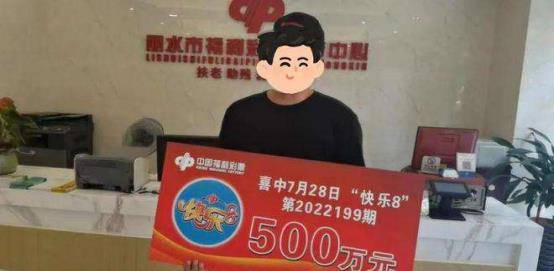 丽水市福利彩票中心
扶老 助残
中国福利彩票
喜中7月28日“快乐8”
第2022199期
快乐8
500万元